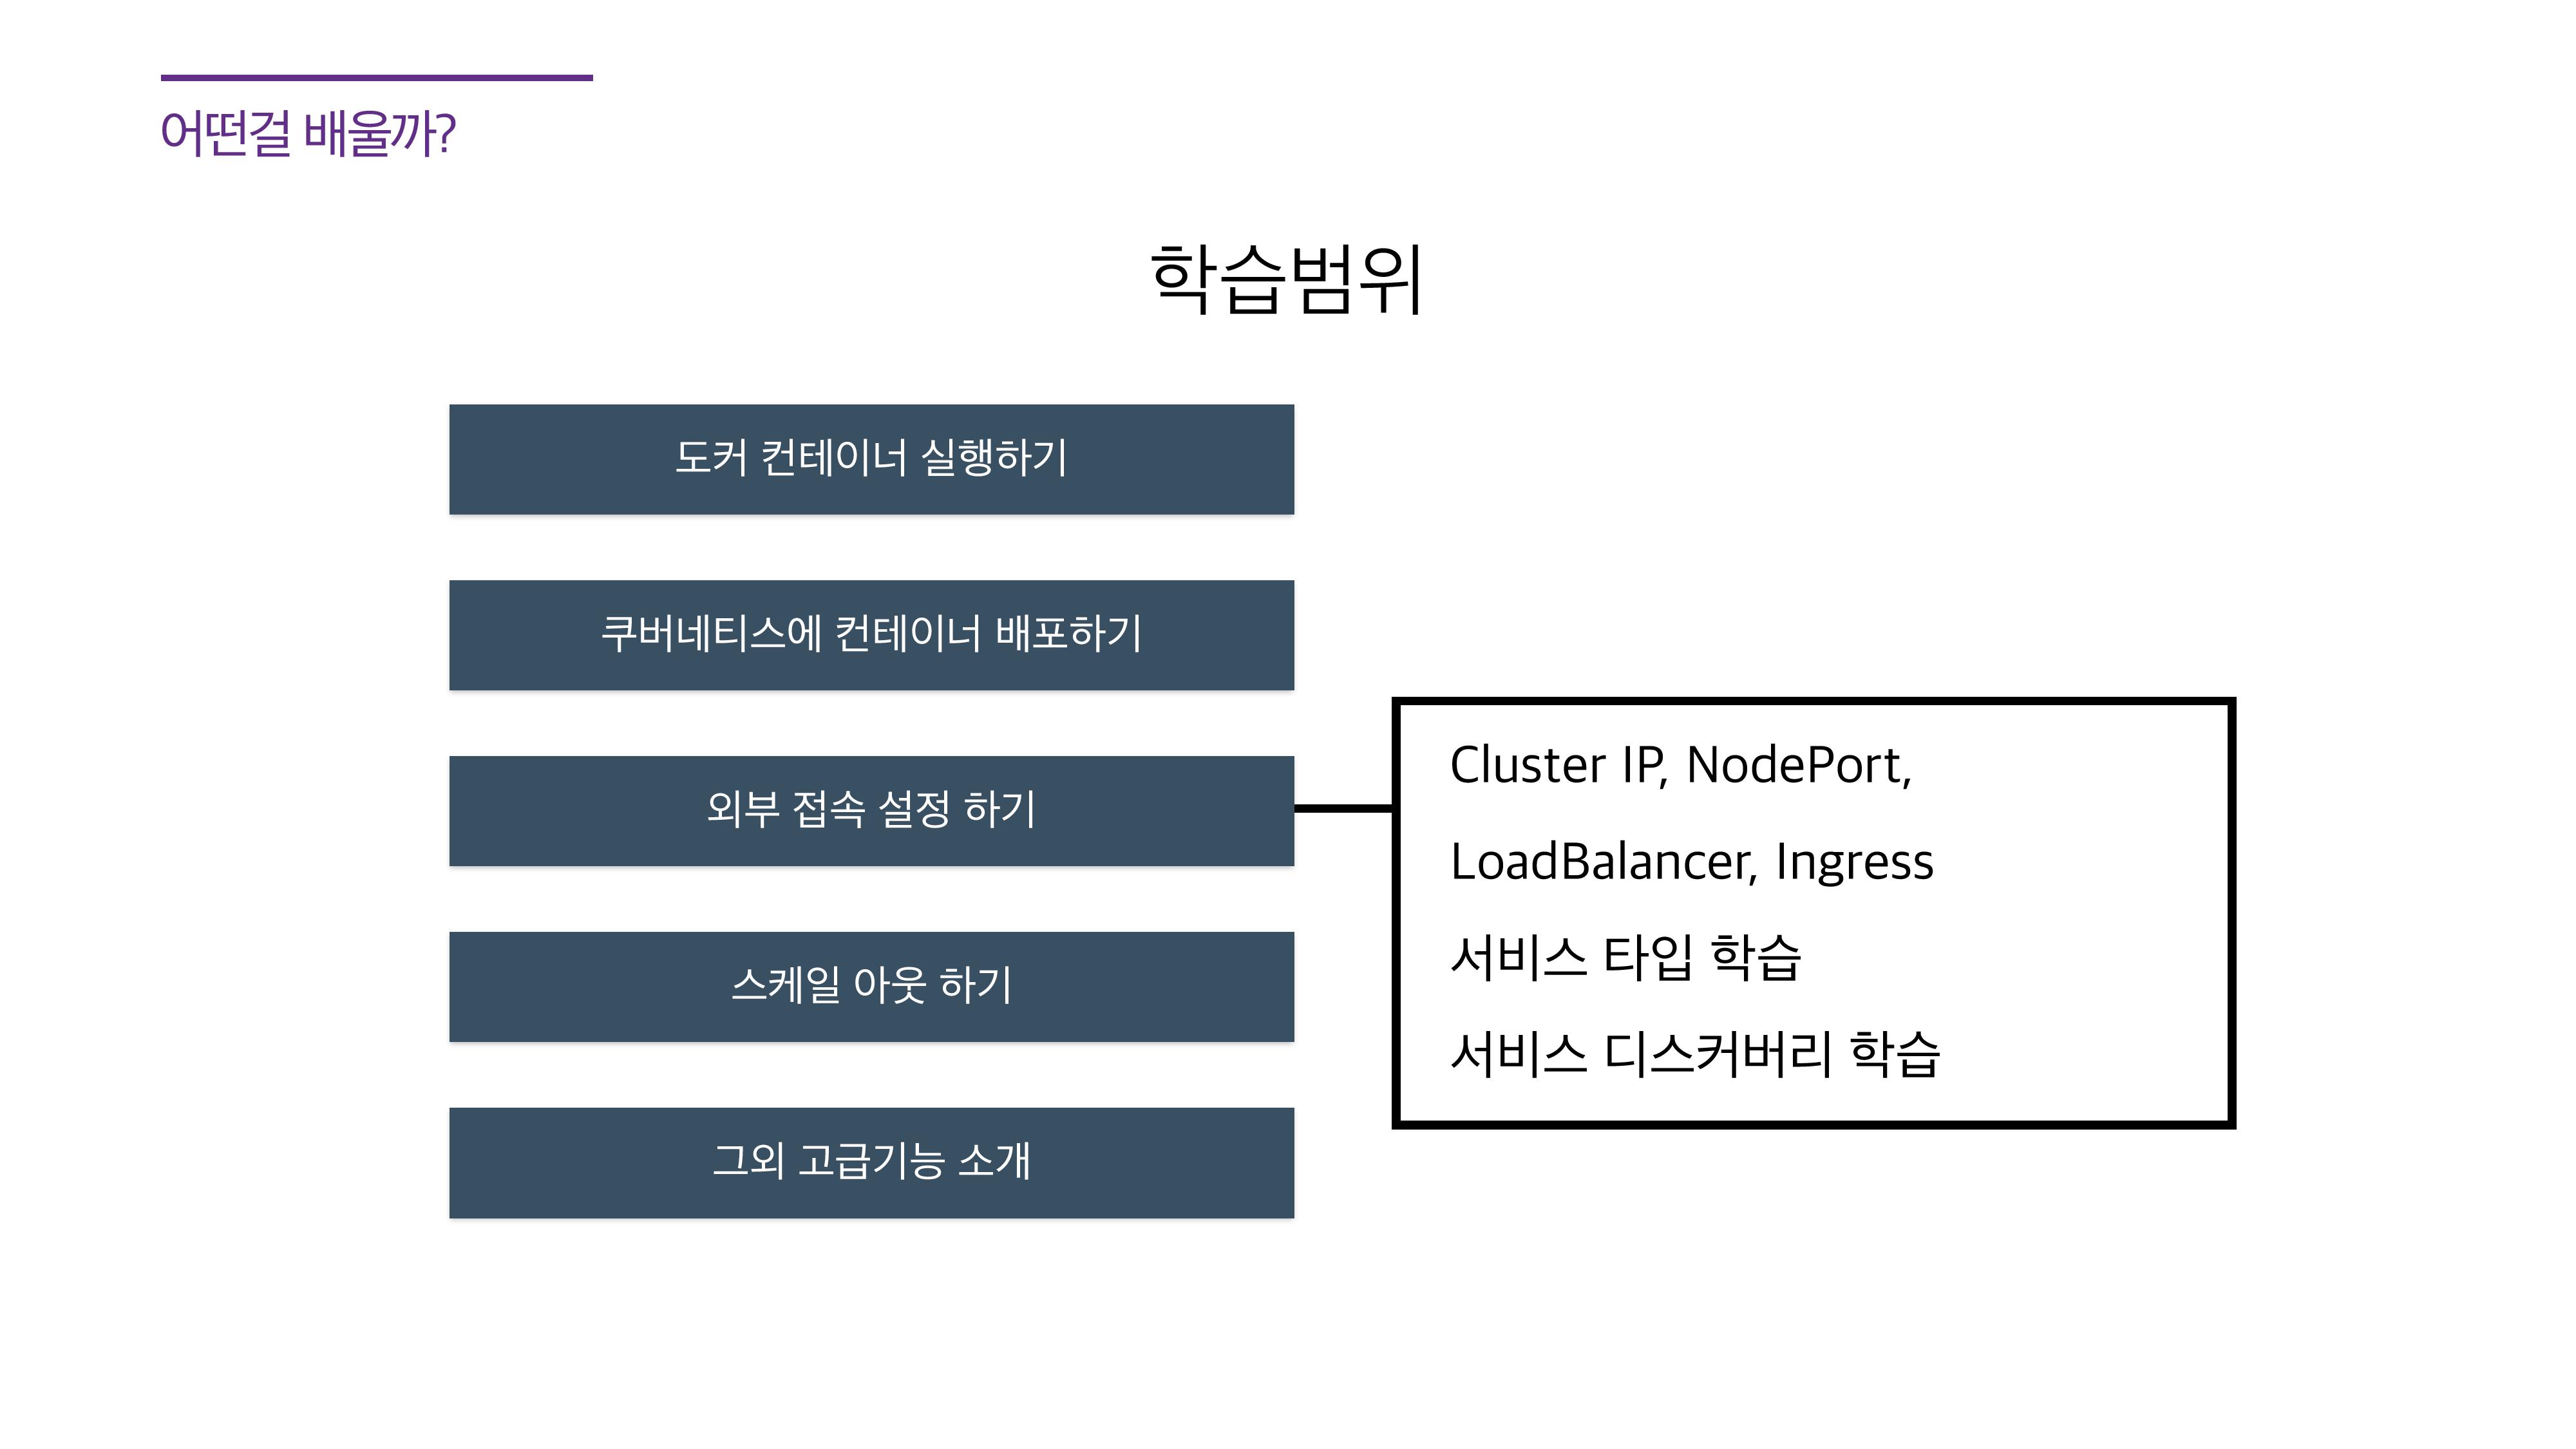 어떤걸 배울까?
학습범위
도커 컨테이너 실행하기
쿠버네티스에 컨테이너 배포하기
외부 접속 설정 하기
스케일 아웃 하기
그외 고급기능 소개
Cluster IP, NodePort,
LoadBalancer, Ingress
서비스 타입 학습
서비스 디스커버리 학습